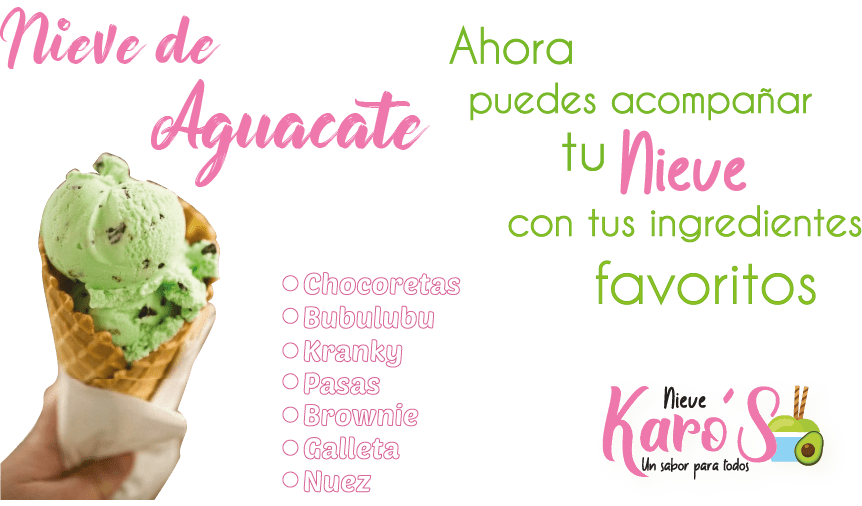 Nieve de
Aguacate
Ahora
puedes acompañar
tu Nieve
con tus ingredientes
favoritos
Chocoretas
Bubulubu
Kranky
Pasas
Brownie
Galleta
Nuez
Nieve
Karo´S
Un sabor para todos